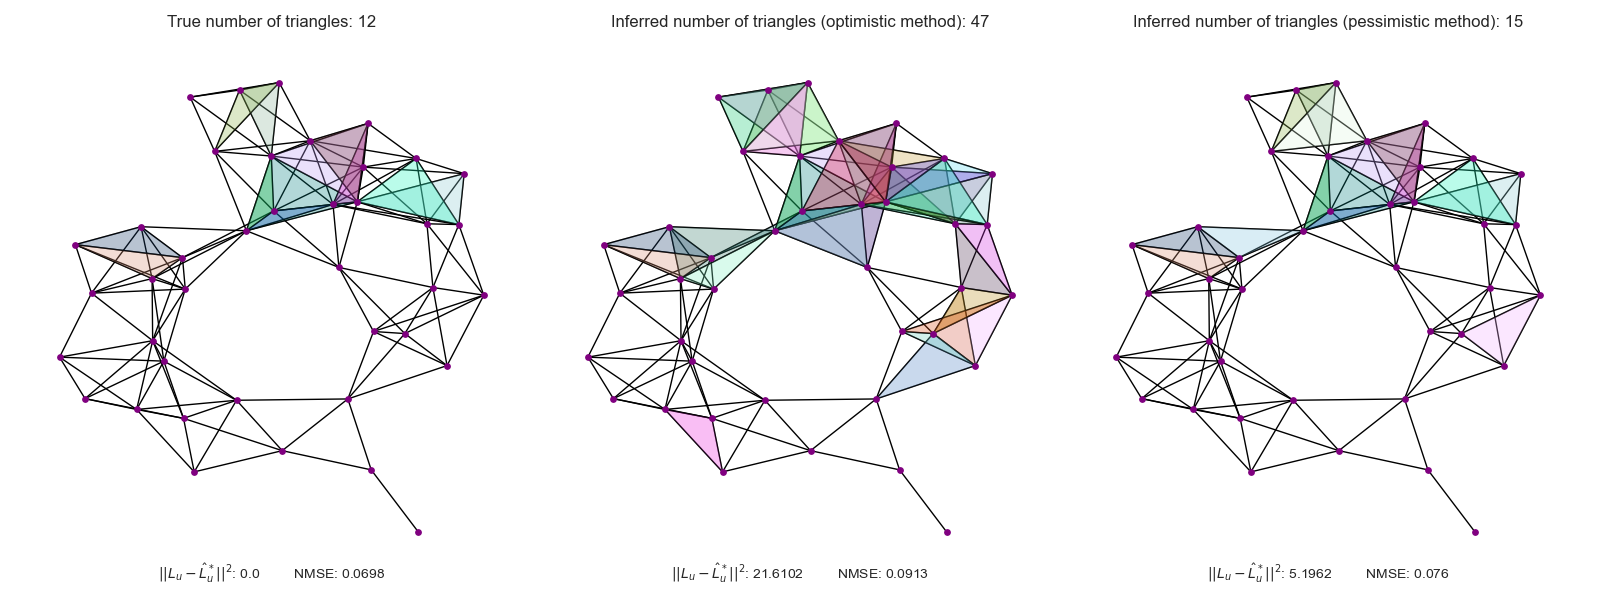 True number of triangles: 12
Inferred number of triangles (optimistic method): 47
Inferred number of triangles (pessimistic method): 15
$||L_u - \hat{L}_u^*||^2$: 0.0 NMSE: 0.0698
$||L_u - \hat{L}_u^*||^2$: 21.6102 NMSE: 0.0913
$||L_u - \hat{L}_u^*||^2$: 5.1962 NMSE: 0.076